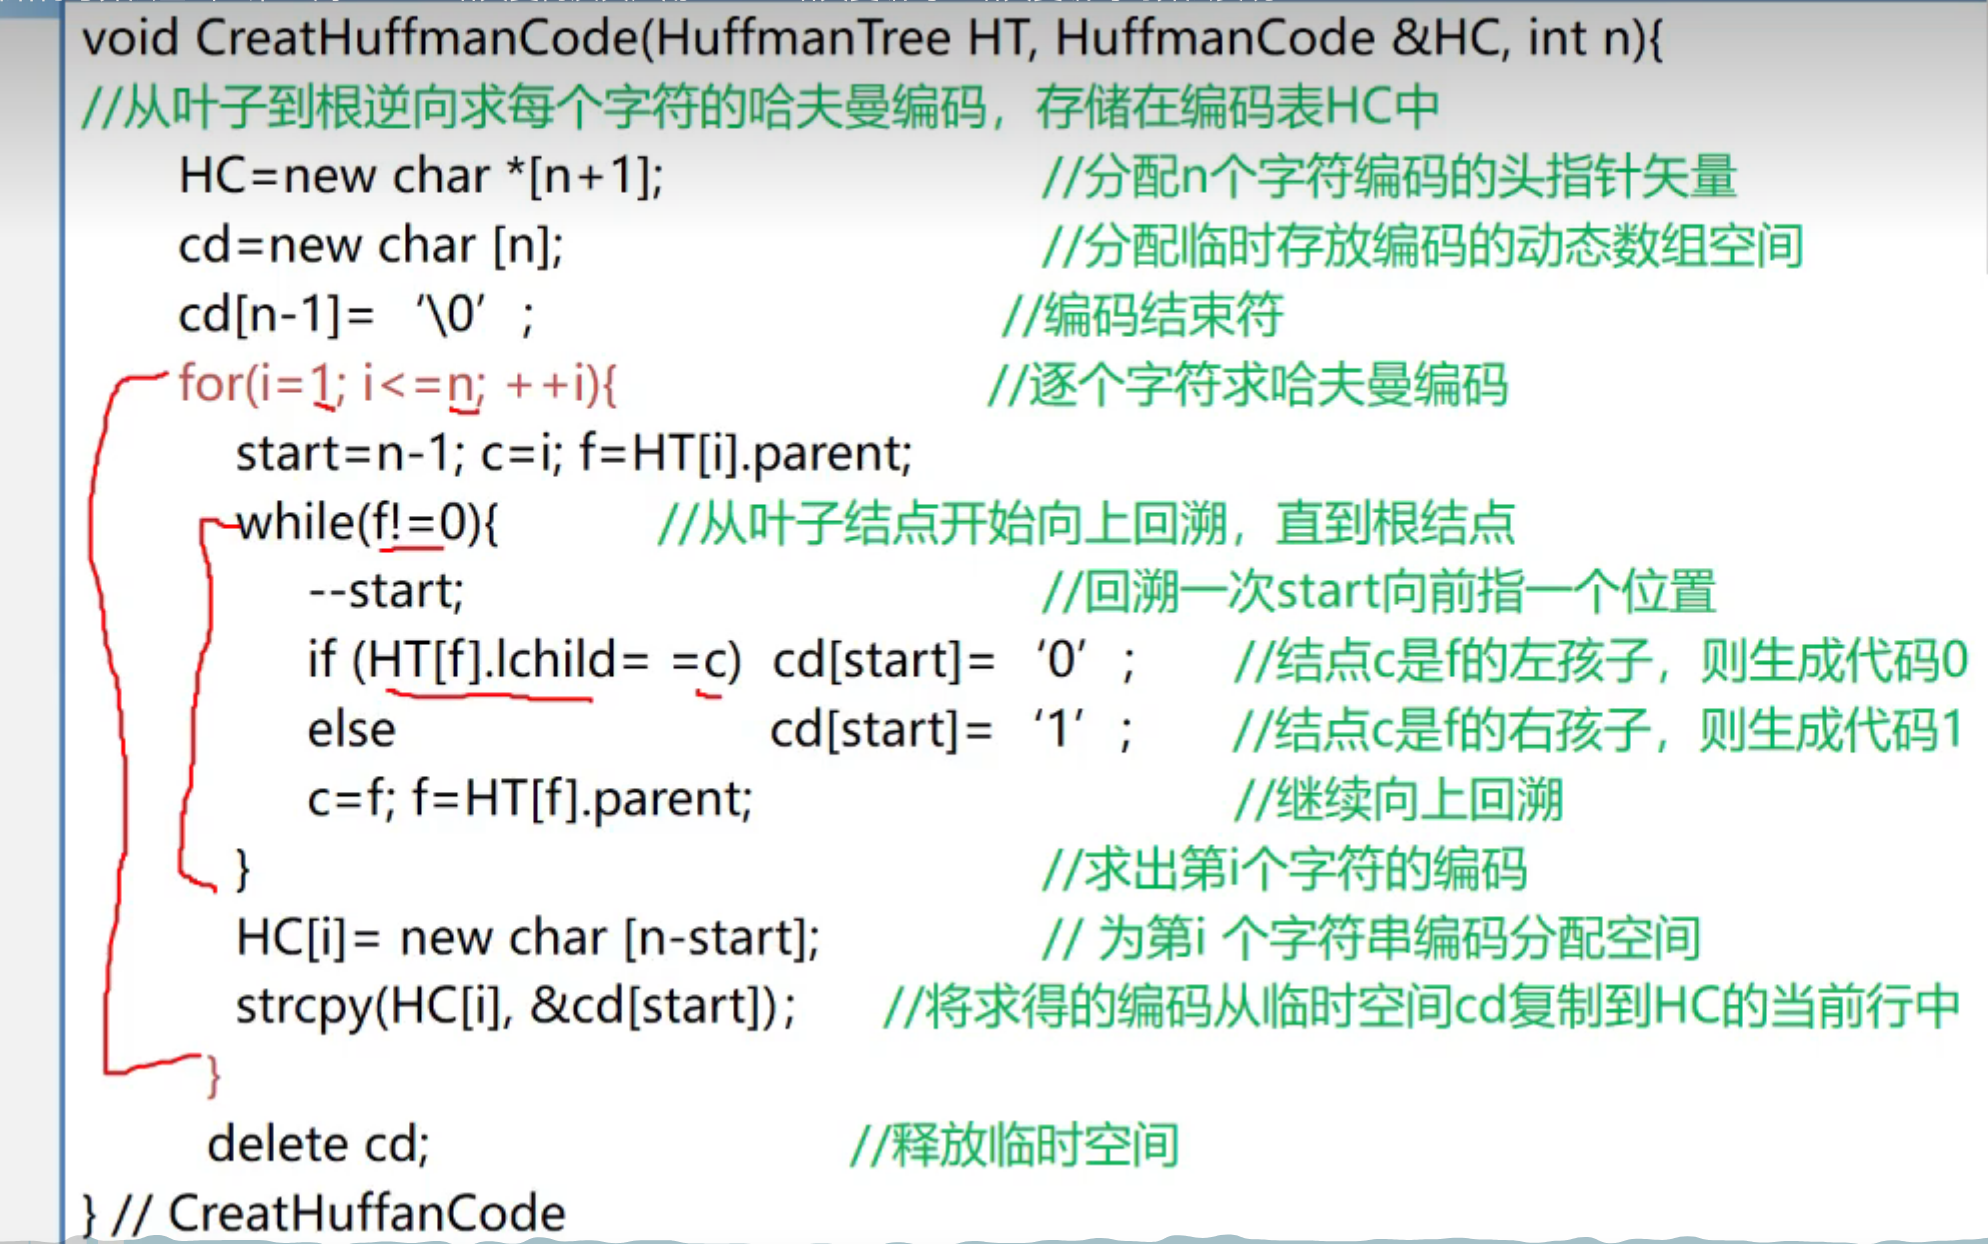 void CreatHuffmanCode(HuffmanTree HT, HuffmanCode &HC, int n){
//从叶子到根逆向求每个字符的哈夫曼编码，存储在编码表HC中
HC=new char *[n+1]; //分配n个字符编码的头指针矢量
cd=new char [n]; //分配临时存放编码的动态数组空间
cd[n-1]= ‘\0’ ; //编码结束符
for(i=1; i<=n; ++i){ //逐个字符求哈夫曼编码
start=n-1; c=i; f=HT[i].parent;
while(f!=0){ //从叶子结点开始向上回溯，直到根结点
--start; //回溯一次start向前指一个位置
if (HT[f].lchild= =c) cd[start]= ‘0’ ; //结点c是f的左孩子，则生成代码0
else cd[start]= ‘1’ ; //结点c是f的右孩子，则生成代码1
c=f; f=HT[f].parent; //继续向上回溯
} //求出第i个字符的编码
HC[i]= new char [n-start]; // 为第i 个字符串编码分配空间
strcpy(HC[i], &cd[start]); //将求得的编码从临时空间cd复制到HC的当前行中
}
delete cd; //释放临时空间
} // CreatHuffanCode